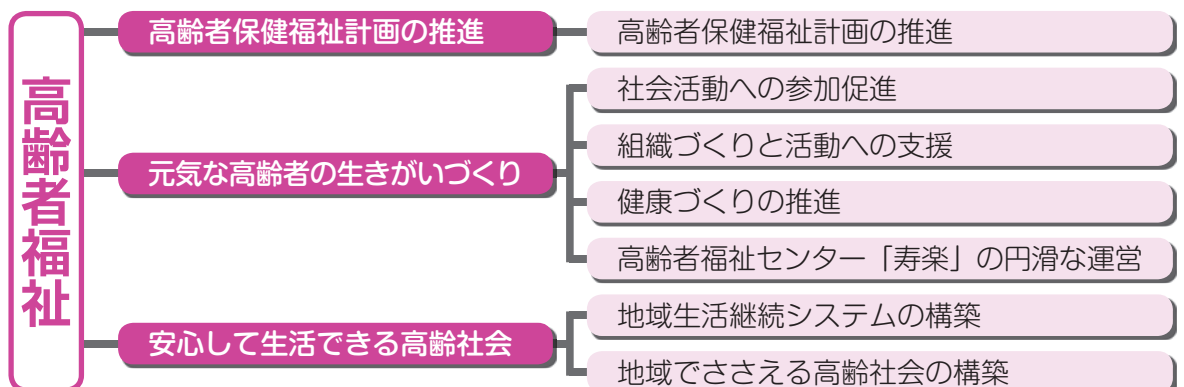 高齢者福祉
高齢者保健福祉計画の推進
高齢者保健福祉計画の推進
元気な高齢者の生きがいづくり
社会活動への参加促進
組織づくりと活動への支援
健康づくりの推進
高齢者福祉センター「寿楽」の円滑な運営
安心して生活できる高齢社会
地域生活継続システムの構築
地域でささえる高齢社会の構築